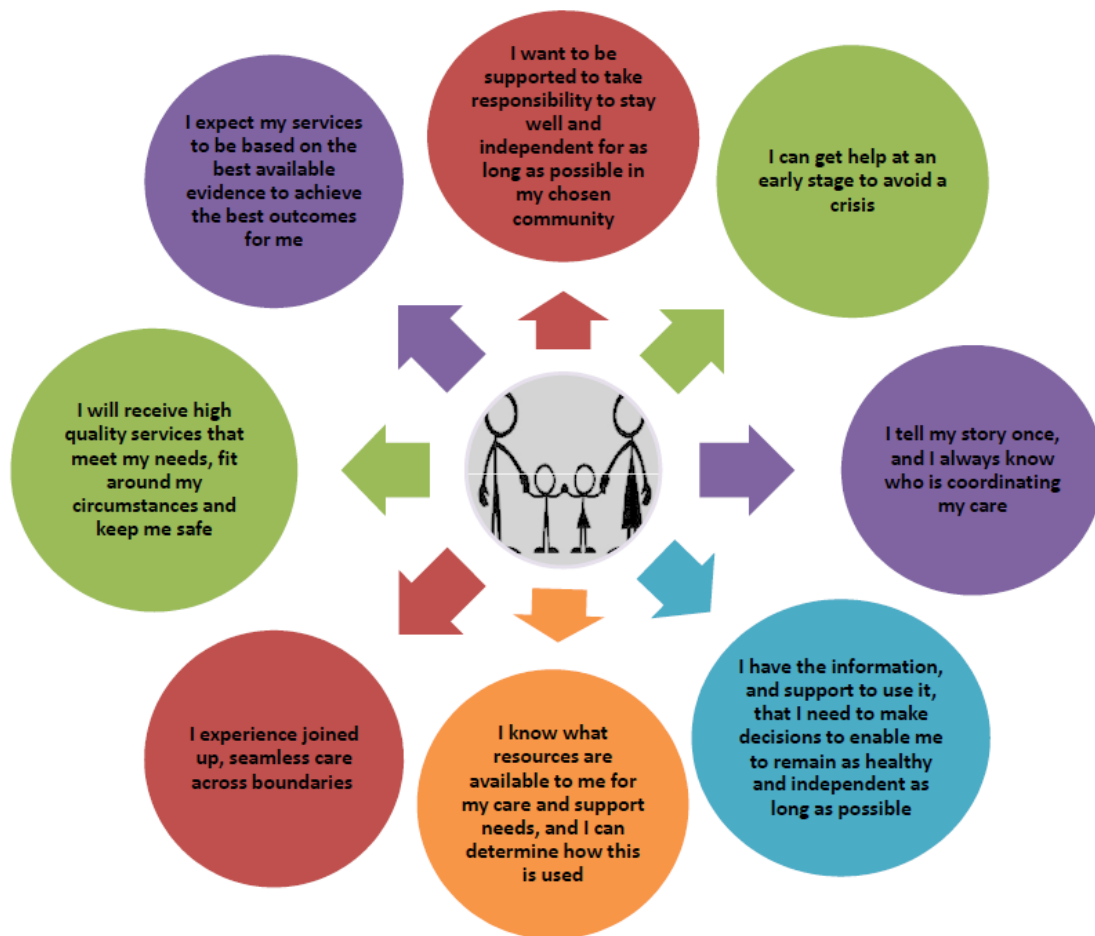 I want to be
supported to take
responsibility to stay
well and
independent for as
long as possible in
my chosen
community
I can get help at an
early stage to avoid a
crisis
I tell my story once,
and I always know
who is coordinating
my care
I have the information,
and support to use it,
that I need to make
decisions to enable me
to remain as healthy
and independent as
long as possible
I know what
resources are
available to me for
my care and support
needs, and I can
determine how this
is used
I experience joined
up, seamless care
across boundaries
I will receive high
quality services that
meet my needs, fit
around my
circumstances and
keep me safe
I expect my services
to be based on the
best available
evidence to achieve
the best outcomes
for me